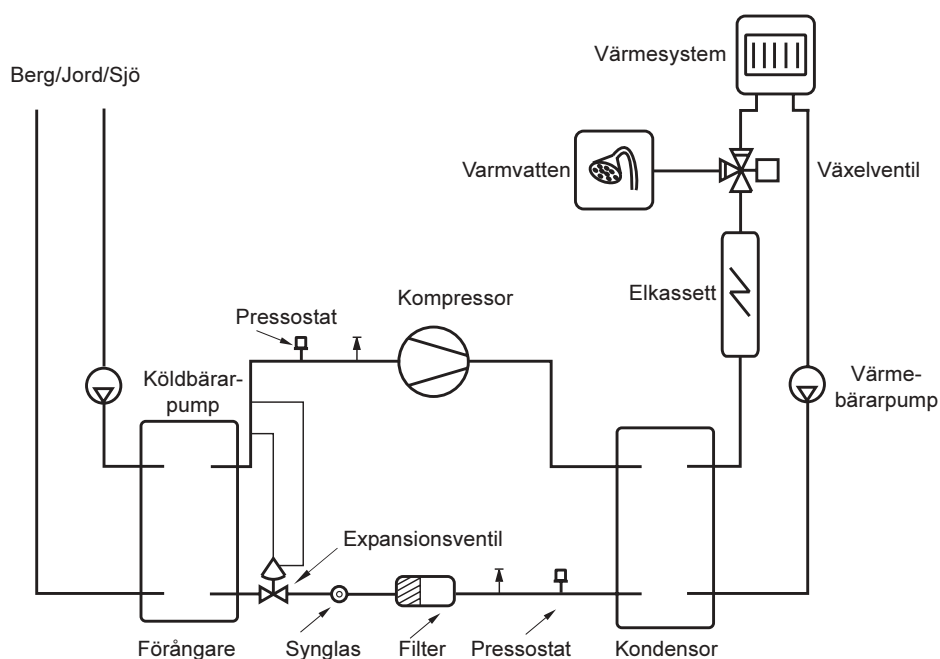 Värmesystem
Berg/Jord/Sjö
Varmvatten
Växelventil
Elkassett
Kompressor
Pressostat
Köldbärar-
pump
Värme-
bärarpump
Expansionsventil
Förångare
Synglas
Filter
Pressostat
Kondensor